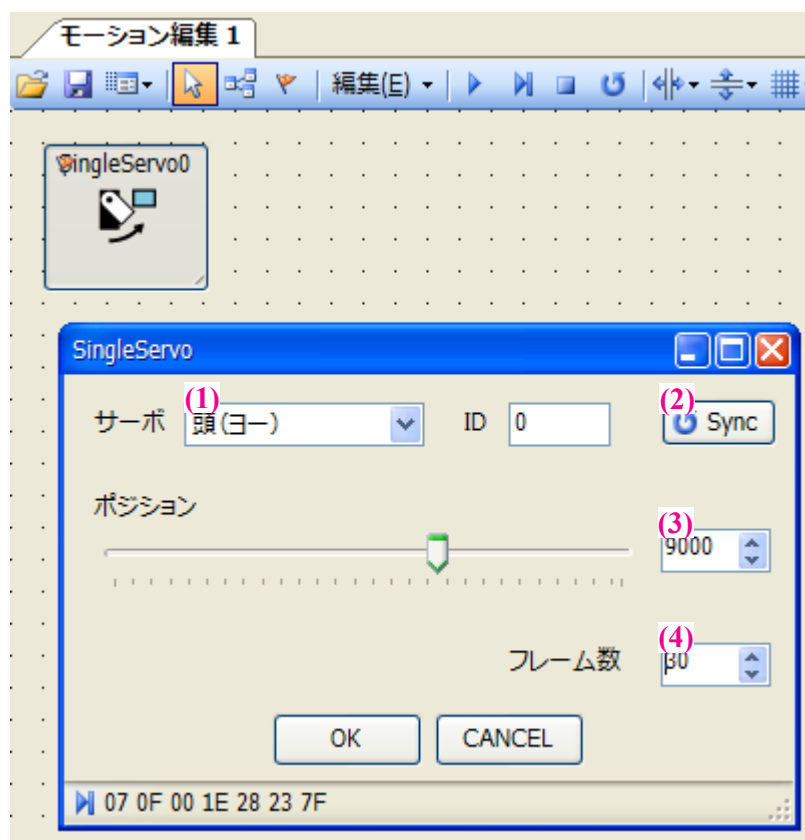 モーション編集 1
編集(E)
SingleServo0
SingleServo
(1) (2)
サーボ 頭(ヨー) ID 0 Sync
ポジション
(3)
9000
(4)
フレーム数 30
OK CANCEL
07 0F 00 1E 28 23 7F